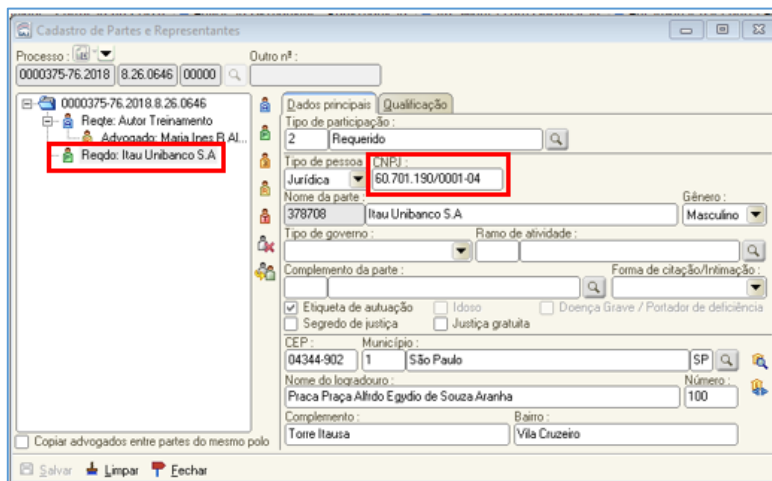 Cadastro de Partes e Representantes
Processo :
Outro nº :
0000375-76.2018 8.26.0646 00000
0000375-76.2018.8.26.0646
Reqte: Autor Treinamento
Advogado: Maria Ines R Al...
Reqdo: Itau Unibanco S.A
Copiar advogados entre partes do mesmo polo
Dados principais Qualificação
Tipo de participação :
2 Requerido
Tipo de pessoa CNPJ :
Jurídica 60.701.190/0001-04
Nome da parte : Gênero :
378708 Itau Unibanco S.A Masculino
Tipo de governo : Ramo de atividade :
Complemento da parte : Forma de citação/Intimação :
Etiqueta de autuação Idoso Doença Grave / Portador de deficiência
Segredo de justiça Justiça gratuita
CEP : Município :
04344-902 1 São Paulo SP
Nome do logradouro : Número :
Praca Praça Alfrdo Egydio de Souza Aranha 100
Complemento : Bairro :
Torre Itausa Vila Cruzeiro
Salvar Limpar Fechar